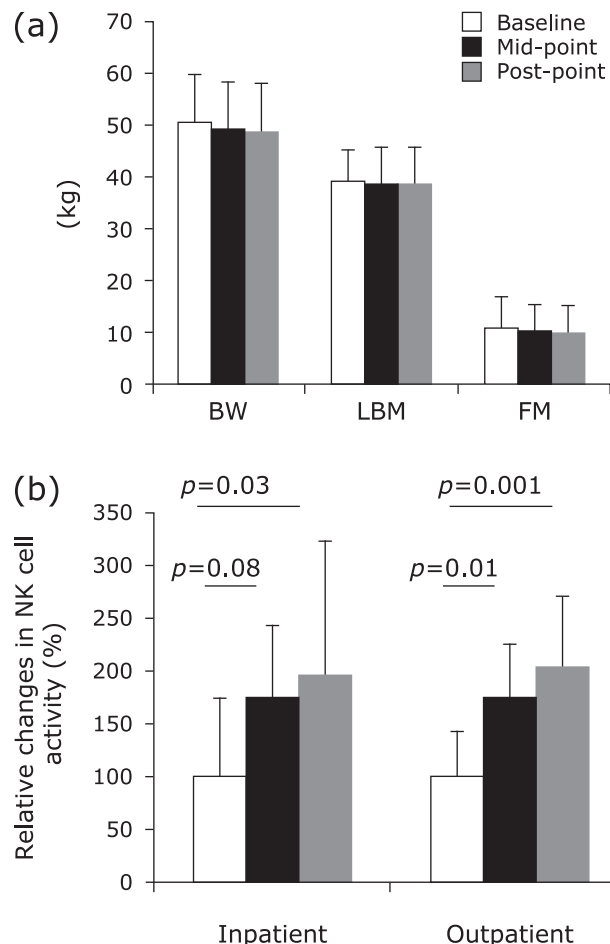 (a)
Baseline
Mid-point
Post-point
70
60
50
40
30
20
10
0
(kg)
BW LBM FM
(b)
p=0.03 p=0.001
p=0.08 p=0.01
350
300
250
200
150
100
50
0
Relative changes in NK cell
activity (%)
Inpatient Outpatient